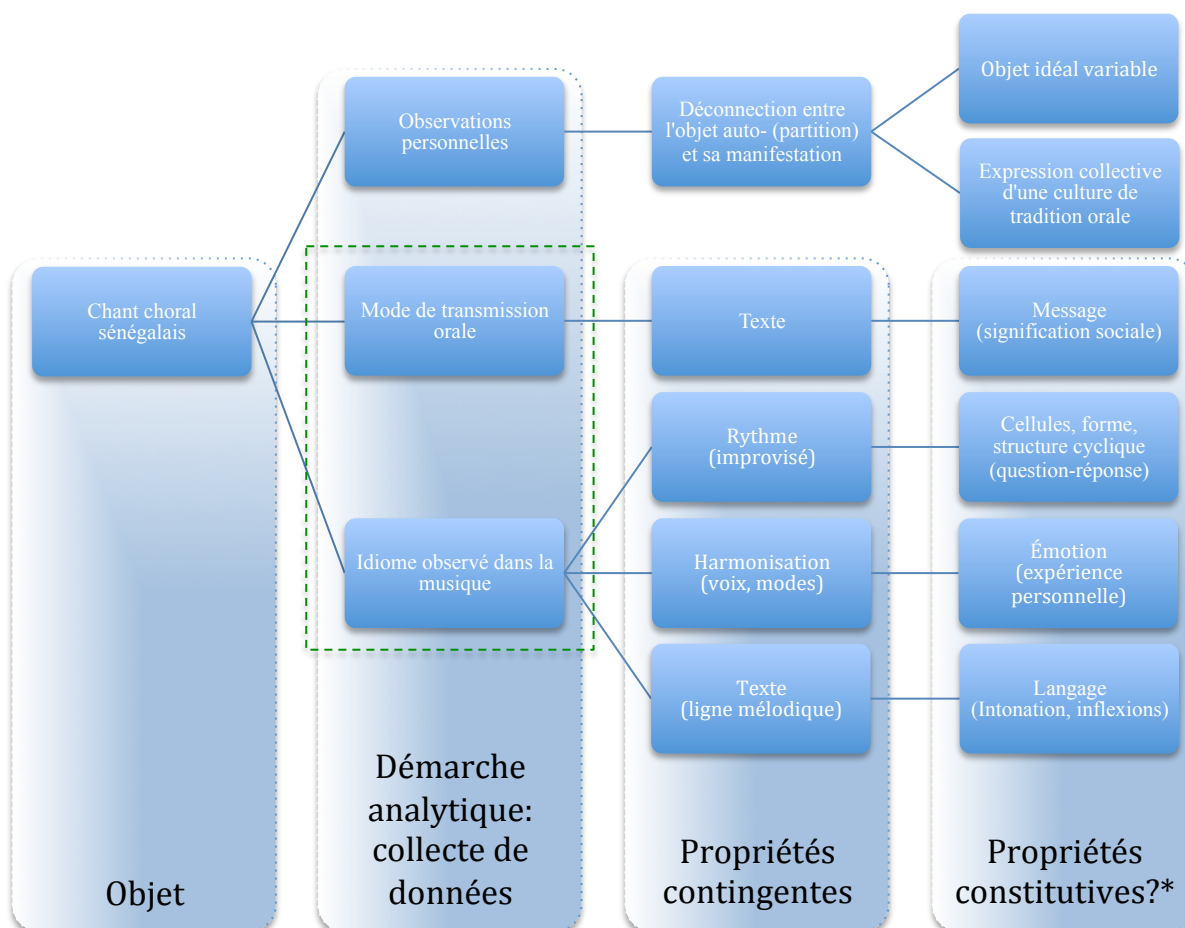 Objet idéal variable
Observations
personnelles
Déconnection entre
l'objet auto- (partition)
et sa manifestation
Expression collective
d'une culture de
tradition orale
Chant choral
sénégalais
Mode de transmission
orale
Texte
Message
(signification sociale)
Rythme
(improvisé)
Cellules, forme,
structure cyclique
(question-réponse)
Idiome observé dans la
musique
Harmonisation
(voix, modes)
Émotion
(expérience
personnelle)
Texte
(ligne mélodique)
Langage
(Intonation, inflexions)
Objet
Démarche
analytique:
collecte de
données
Propriétés
contingentes
Propriétés
constitutives?*